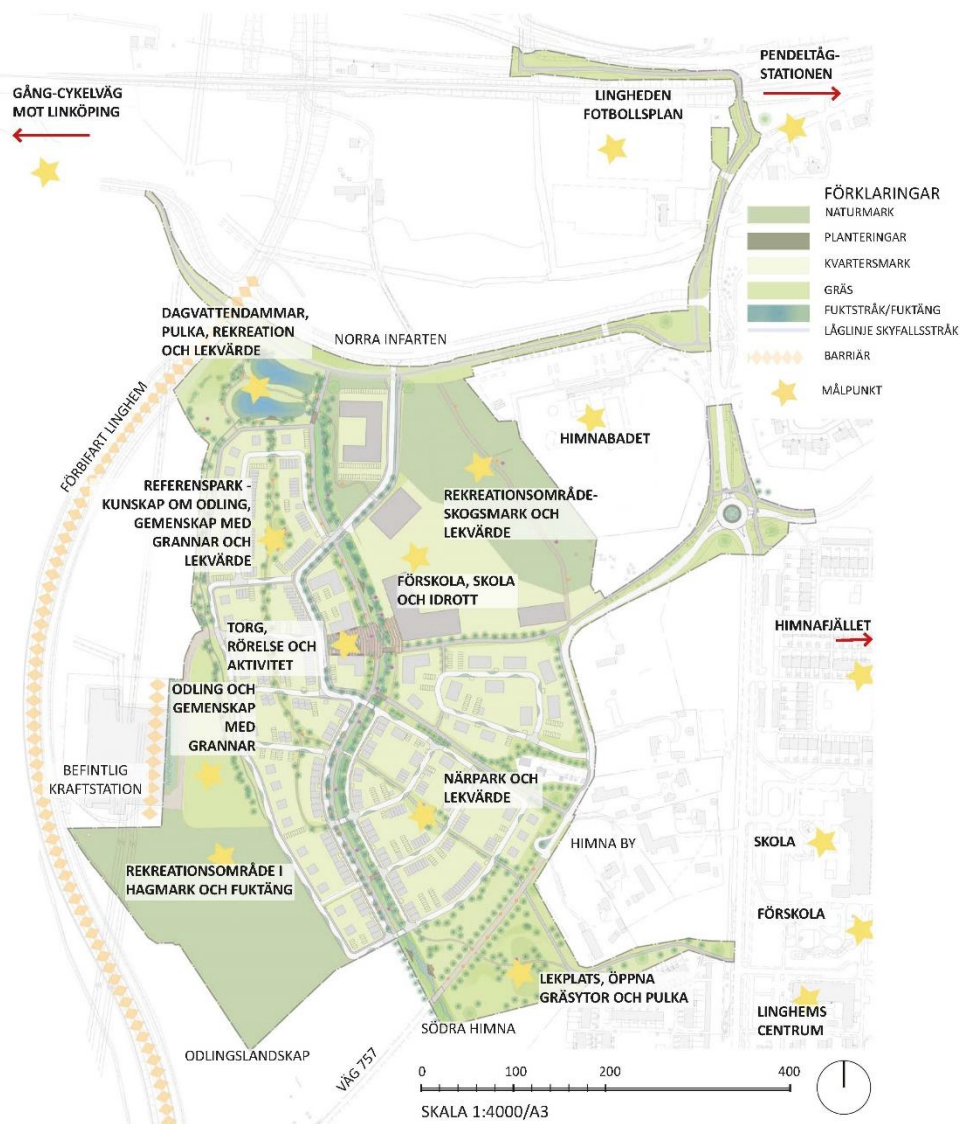 GÅNG-CYKELVÄG
MOT LINKÖPING
LINGHEDEN
FOTBOLLSPLAN
PENDELTÅG-
STATIONEN
FÖRKLARINGAR
NATURMARK
PLANTERINGAR
KVARTERSMARK
GRÄS
FUKTSTRÅK/FUKTÄNG
LÅGLINJE SKYFALLSSTRÅK
BARRIÄR
MÅLPUNKT
DAGVATTENDAMMAR,
PULKA, REKREATION
OCH LEKVÄRDE
NORRA INFARTEN
FÖRBIFART LINGHEM
HIMNABADET
REFERENSPARK -
KUNSKAP OM ODLING,
GEMENSKAP MED
GRANNAR OCH
LEKVÄRDE
REKREATIONSOMRÅDE-
SKOGSMARK OCH
LEKVÄRDE
FÖRSKOLA, SKOLA
OCH IDROTT
TORG,
RÖRELSE OCH
AKTIVITET
HIMNAFJÄLLET
ODLING OCH
GEMENSKAP
MED
GRANNAR
BEFINTLIG
KRAFTSTATION
NÄRPARK OCH
LEKVÄRDE
HIMNA BY
SKOLA
REKREATIONSOMRÅDE I
HAGMARK OCH FUKTÄNG
FÖRSKOLA
LEKPLATS, ÖPPNA
GRÄSYTOR OCH PULKA
LINGHEMS
CENTRUM
SÖDRA HIMNA
ODLINGSLANDSKAP
VÄG 757
0 100 200 400
SKALA 1:4000/A3